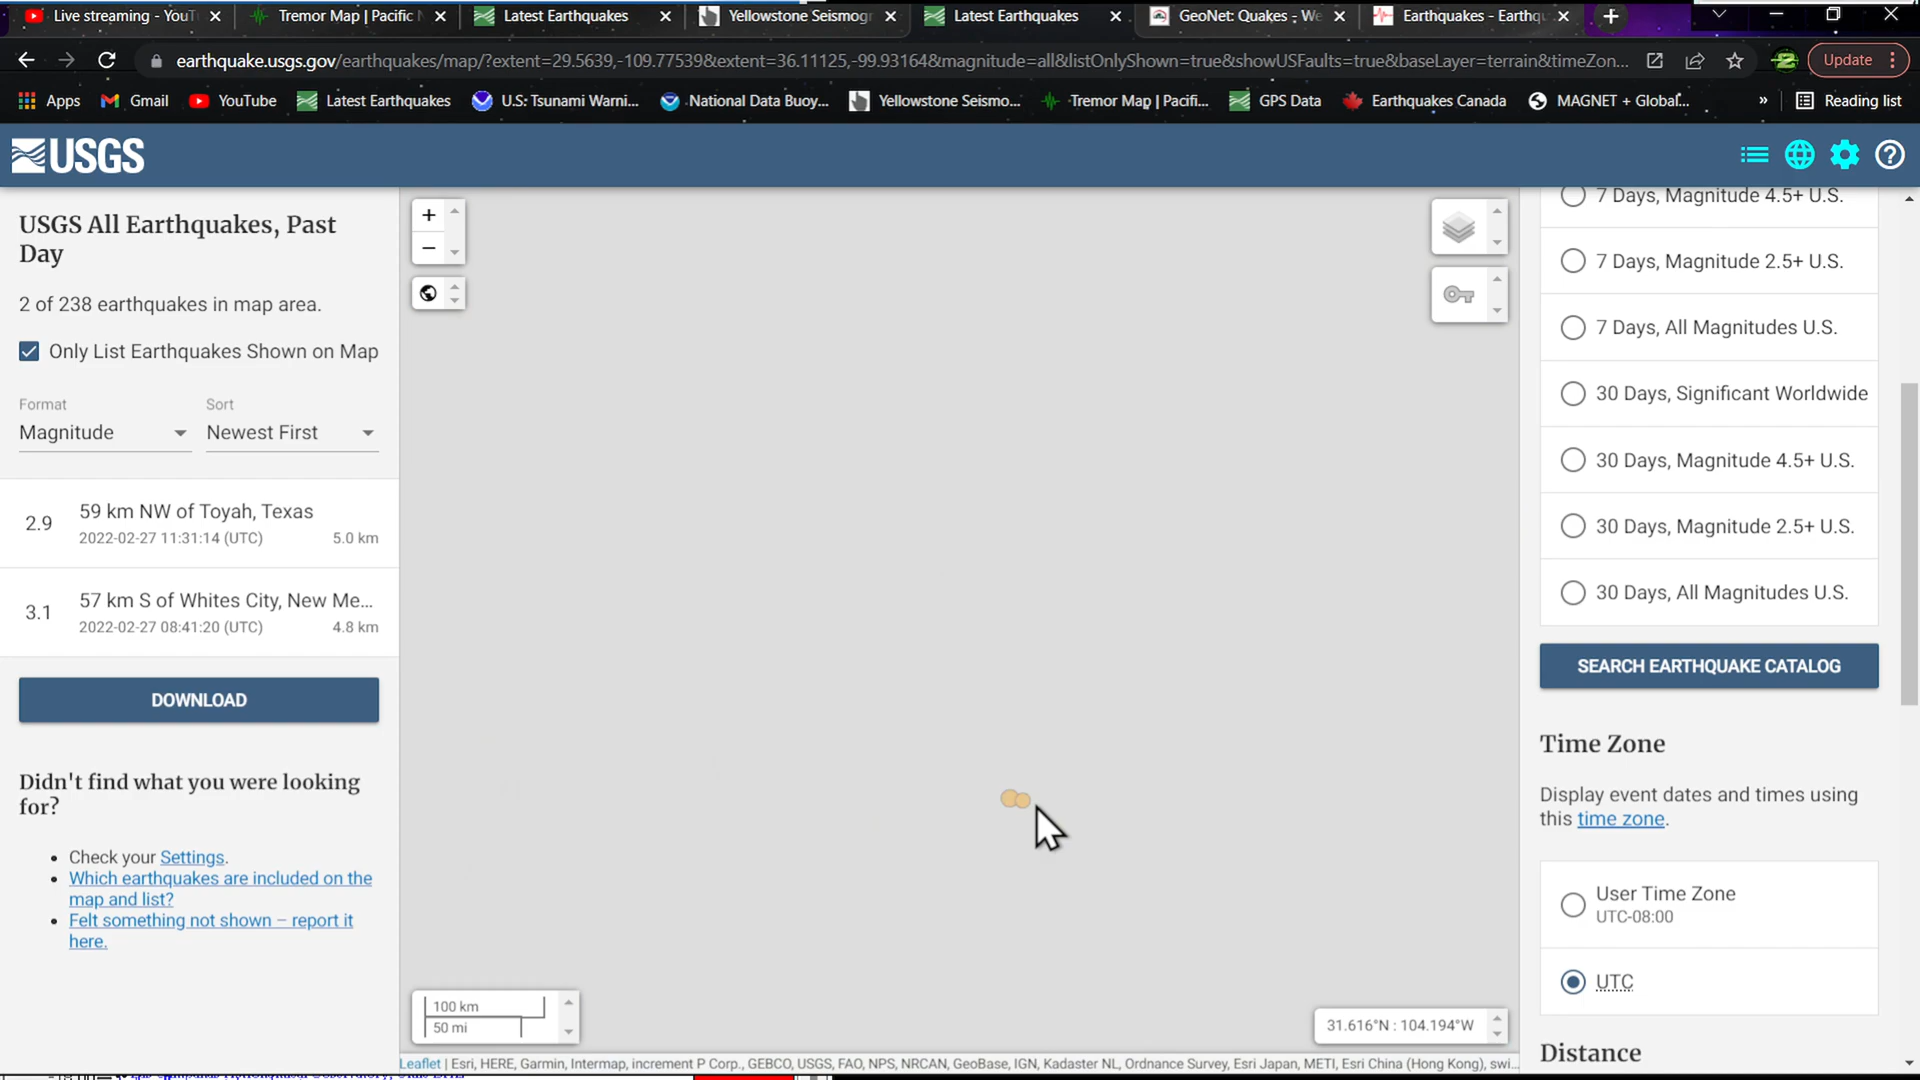 Live streaming - YouT
Tremor Map | Pacific N
Latest Earthquakes
Yellowstone Seismogr
Latest Earthquakes
GeoNet: Quakes - We
Earthquakes - Earthqu
earthquake.usgs.gov/earthquakes/map/?extent=29.5639,-109.77539&extent=36.11125,-99.93164&magnitude=all&listOnlyShown=true&showUSFaults=true&baseLayer=terrain&timeZon...
Update
Apps
Gmail
YouTube
Latest Earthquakes
U.S: Tsunami Warni...
National Data Buoy...
Yellowstone Seismo...
Tremor Map | Pacifi...
GPS Data
Earthquakes Canada
MAGNET + Global...
»
Reading list
USGS
USGS All Earthquakes, Past
Day
2 of 238 earthquakes in map area.
Only List Earthquakes Shown on Map
Format
Magnitude
Sort
Newest First
2.9
59 km NW of Toyah, Texas
2022-02-27 11:31:14 (UTC)
5.0 km
3.1
57 km S of Whites City, New Me...
2022-02-27 08:41:20 (UTC)
4.8 km
DOWNLOAD
Didn't find what you were looking
for?
Check your Settings.
Which earthquakes are included on the
map and list?
Felt something not shown – report it
here.
+
−
100 km
50 mi
31.616°N : 104.194°W
Leaflet | Esri, HERE, Garmin, Intermap, increment P Corp., GEBCO, USGS, FAO, NPS, NRCAN, GeoBase, IGN, Kadaster NL, Ordnance Survey, Esri Japan, METI, Esri China (Hong Kong), swi...
7 Days, Magnitude 4.5+ U.S.
7 Days, Magnitude 2.5+ U.S.
7 Days, All Magnitudes U.S.
30 Days, Significant Worldwide
30 Days, Magnitude 4.5+ U.S.
30 Days, Magnitude 2.5+ U.S.
30 Days, All Magnitudes U.S.
SEARCH EARTHQUAKE CATALOG
Time Zone
Display event dates and times using
this time zone.
User Time Zone
UTC-08:00
UTC
Distance